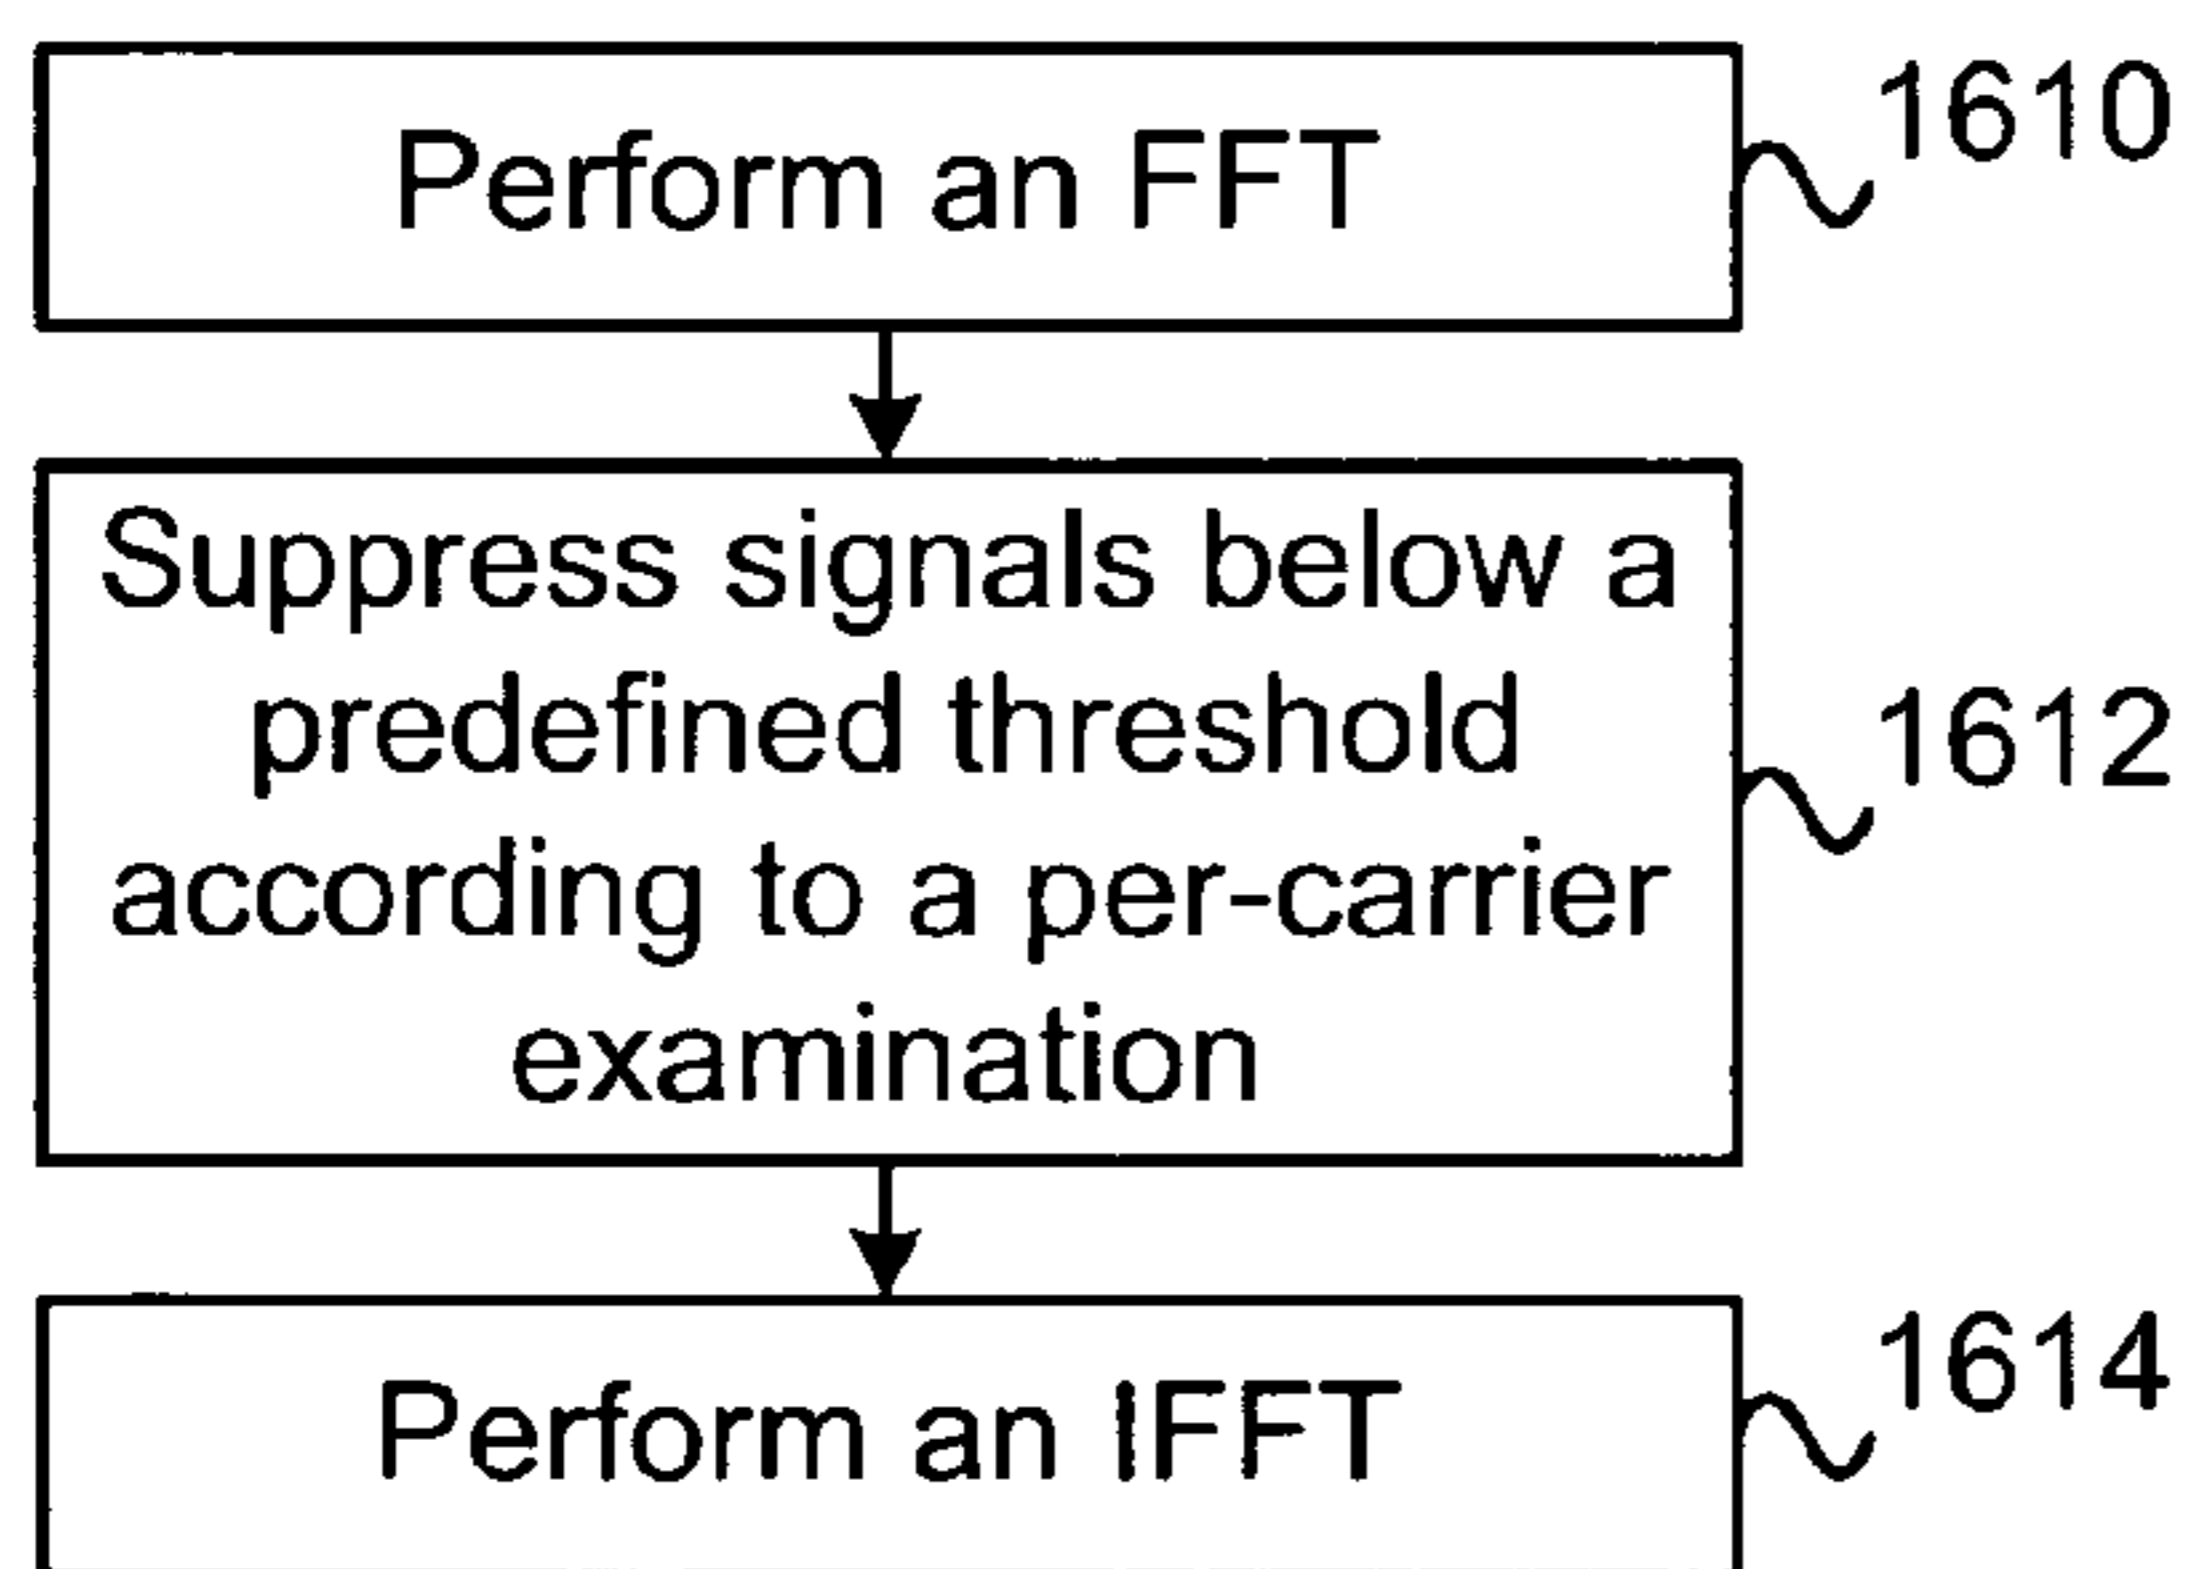 Perform an FFT
1610
Suppress signals below a
predefined threshold
according to a per-carrier
examination
1612
Perform an IFFT
1614